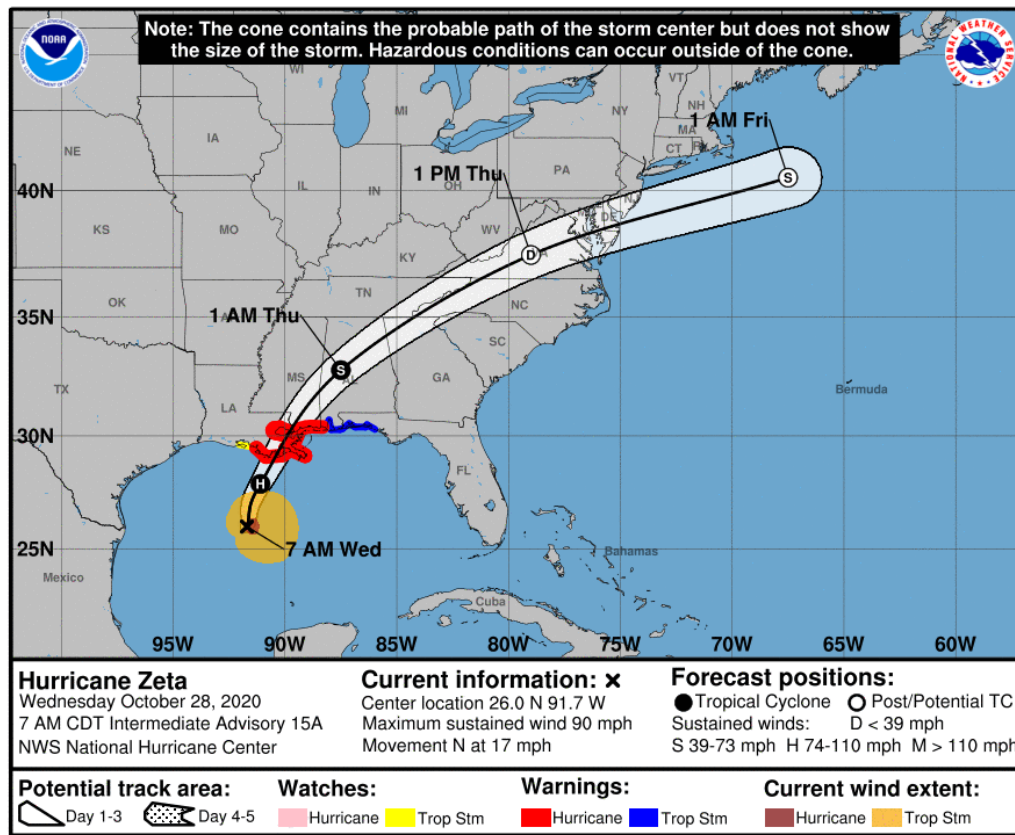 Note: The cone contains the probable path of the storm center but does not show
the size of the storm. Hazardous conditions can occur outside of the cone.
NOAA
NATIONAL WEATHER SERVICE
WI
MI
VT
NH
NY
MA
CT
1 AM Fri
NE
IA
IL
IN
OH
PA
NJ
1 PM Thu
S
40N
KS
MO
WV
DE
D
KY
OK
TN
NC
35N
1 AM Thu
S
MS
AL
GA
SC
TX
LA
Bermuda
30N
FL
H
7 AM Wed
25N
Mexico
Bahamas
Cuba
95W
90W
85W
80W
75W
70W
65W
60W
Hurricane Zeta
Wednesday October 28, 2020
7 AM CDT Intermediate Advisory 15A
NWS National Hurricane Center
Current information: ×
Center location 26.0 N 91.7 W
Maximum sustained wind 90 mph
Movement N at 17 mph
Forecast positions:
Tropical Cyclone Post/Potential TC
Sustained winds: D < 39 mph
S 39-73 mph H 74-110 mph M > 110 mph
Potential track area:
Day 1-3 Day 4-5
Watches:
Hurricane Trop Stm
Warnings:
Hurricane Trop Stm
Current wind extent:
Hurricane Trop Stm